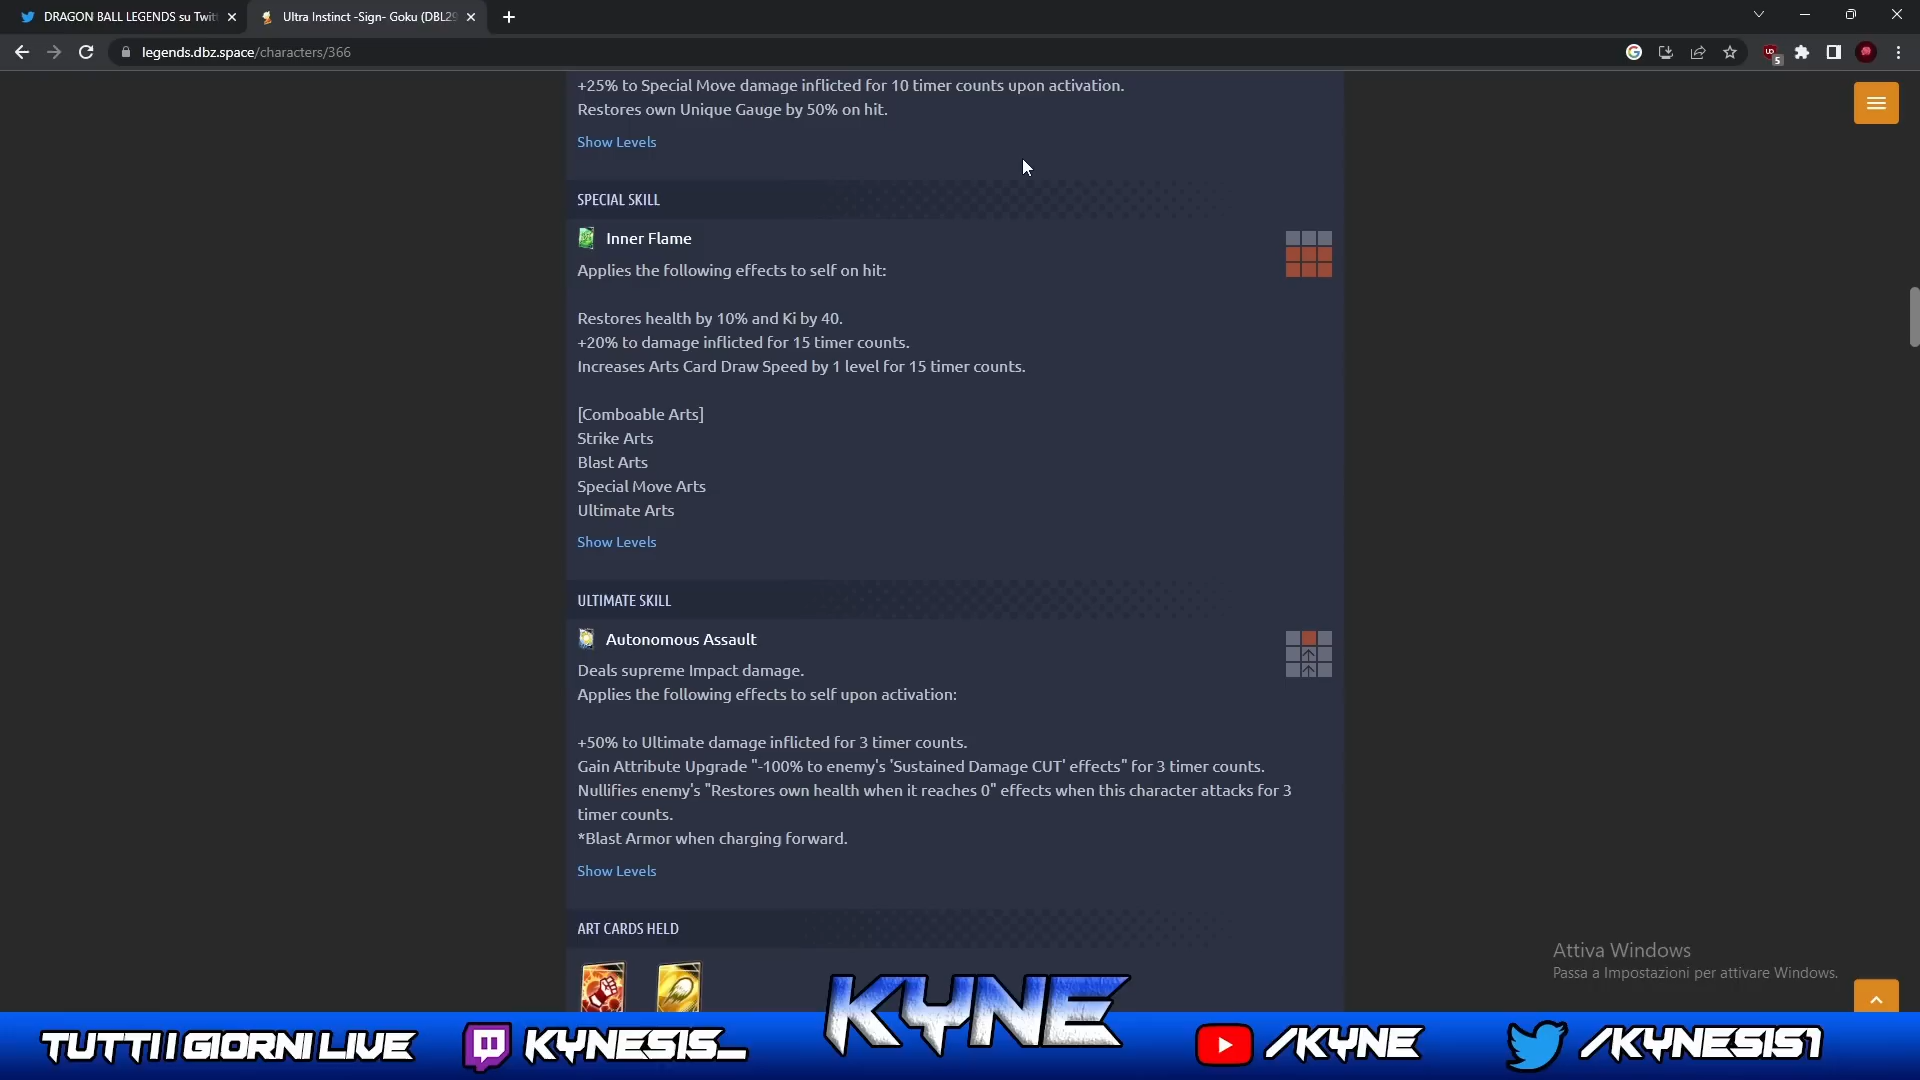 DRAGON BALL LEGENDS su Twit
Ultra Instinct -Sign- Goku (DBL29
legends.dbz.space/characters/366
5
+25% to Special Move damage inflicted for 10 timer counts upon activation.
Restores own Unique Gauge by 50% on hit.
Show Levels
SPECIAL SKILL
Inner Flame
Applies the following effects to self on hit:
Restores health by 10% and Ki by 40.
+20% to damage inflicted for 15 timer counts.
Increases Arts Card Draw Speed by 1 level for 15 timer counts.
[Comboable Arts]
Strike Arts
Blast Arts
Special Move Arts
Ultimate Arts
Show Levels
ULTIMATE SKILL
Autonomous Assault
Deals supreme Impact damage.
Applies the following effects to self upon activation:
+50% to Ultimate damage inflicted for 3 timer counts.
Gain Attribute Upgrade "-100% to enemy's 'Sustained Damage CUT' effects" for 3 timer counts.
Nullifies enemy's "Restores own health when it reaches 0" effects when this character attacks for 3
timer counts.
*Blast Armor when charging forward.
Show Levels
ART CARDS HELD
Attiva Windows
Passa a Impostazioni per attivare Windows.
TUTTI I GIORNI LIVE
KYNESIS_
KYNE
/KYNE
/KYNESIS1